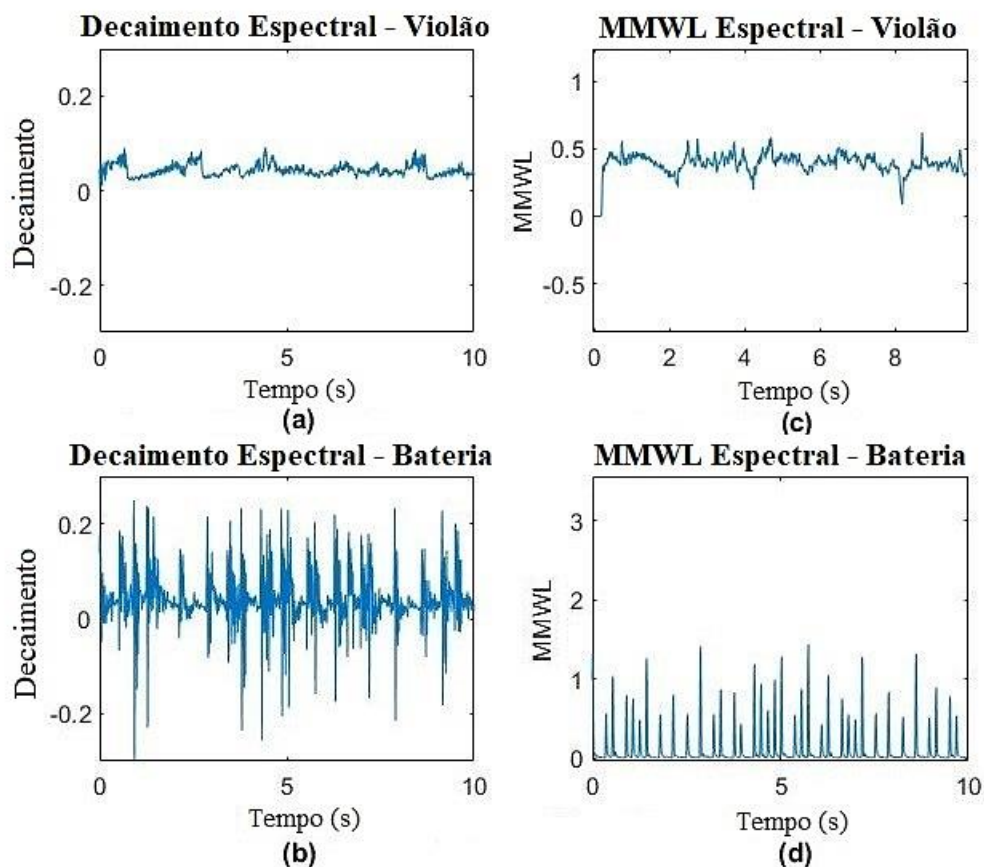 Decaimento Espectral - Violão
Decaimento
0.2
0
-0.2
0 5 10
Tempo (s)
(a)
MMWL Espectral - Violão
MMWL
1
0.5
0
-0.5
0 2 4 6 8
Tempo (s)
(c)
Decaimento Espectral - Bateria
Decaimento
0.2
0
-0.2
0 5 10
Tempo (s)
(b)
MMWL Espectral - Bateria
MMWL
3
2
1
0
0 5 10
Tempo (s)
(d)